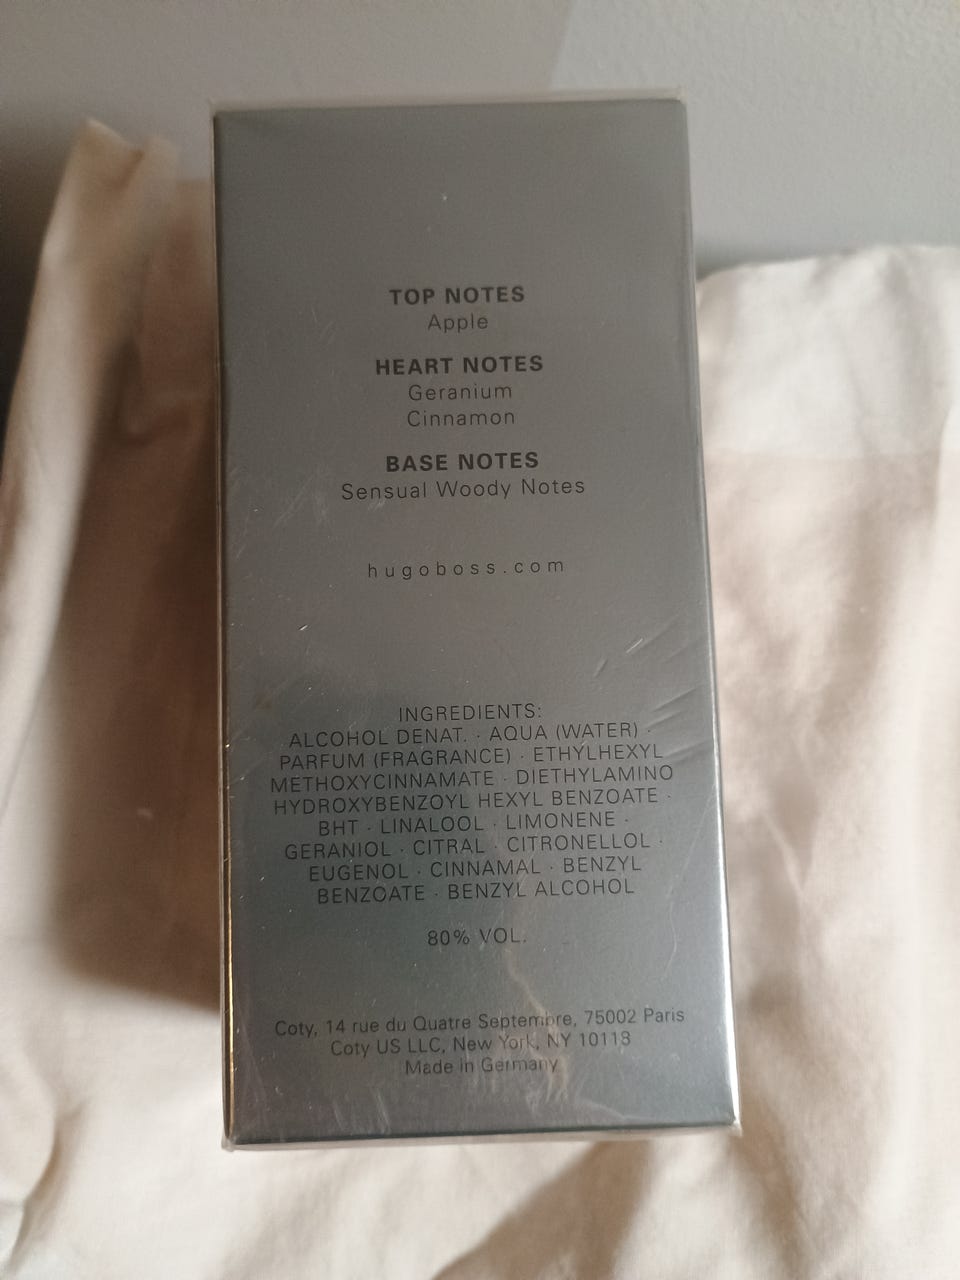 TOP NOTES
Apple
HEART NOTES
Geranium
Cinnamon
BASE NOTES
Sensual Woody Notes
hugoboss.com
INGREDIENTS:
ALCOHOL DENAT. · AQUA (WATER) ·
PARFUM (FRAGRANCE) · ETHYLHEXYL
METHOXYCINNAMATE · DIETHYLAMINO
HYDROXYBENZOYL HEXYL BENZOATE ·
BHT · LINALOOL · LIMONENE ·
GERANIOL · CITRAL · CITRONELLOL ·
EUGENOL · CINNAMAL · BENZYL
BENZOATE · BENZYL ALCOHOL
80% VOL.
Coty, 14 rue du Quatre Septembre, 75002 Paris
Coty US LLC, New York, NY 10118
Made in Germany